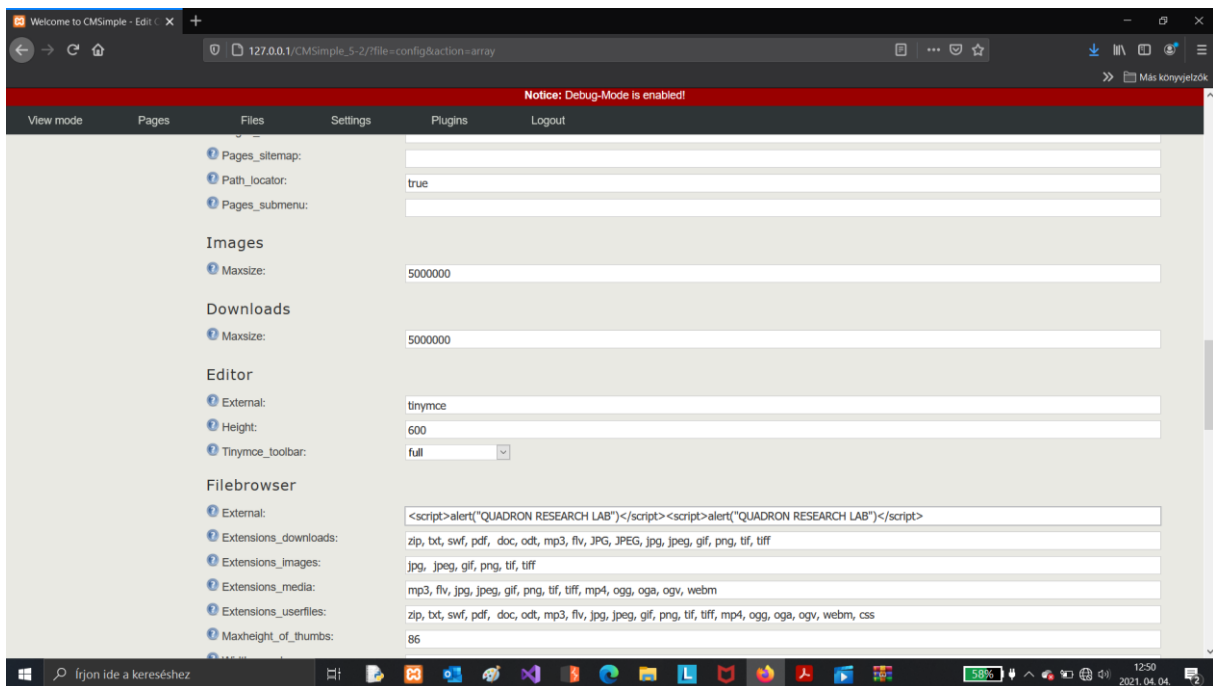 Welcome to CMSimple - Edit C
127.0.0.1/CMSimple_5-2/?file=config&action=array
Más könyvjelzők
Notice: Debug-Mode is enabled!
View mode Pages Files Settings Plugins Logout
Pages_sitemap:
Path_locator: true
Pages_submenu:
Images
Maxsize: 5000000
Downloads
Maxsize: 5000000
Editor
External: tinymce
Height: 600
Tinymce_toolbar: full
Filebrowser
External: <script>alert("QUADRON RESEARCH LAB")</script><script>alert("QUADRON RESEARCH LAB")</script>
Extensions_downloads: zip, txt, swf, pdf, doc, odt, mp3, flv, JPG, JPEG, jpg, jpeg, gif, png, tif, tiff
Extensions_images: jpg, jpeg, gif, png, tif, tiff
Extensions_media: mp3, flv, jpg, jpeg, gif, png, tif, tiff, mp4, ogg, oga, ogv, webm
Extensions_userfiles: zip, txt, swf, pdf, doc, odt, mp3, flv, jpg, jpeg, gif, png, tif, tiff, mp4, ogg, oga, ogv, webm, css
Maxheight_of_thumbs: 86
Írjon ide a kereséshez
L
58%
12:50
2021. 04. 04.
2